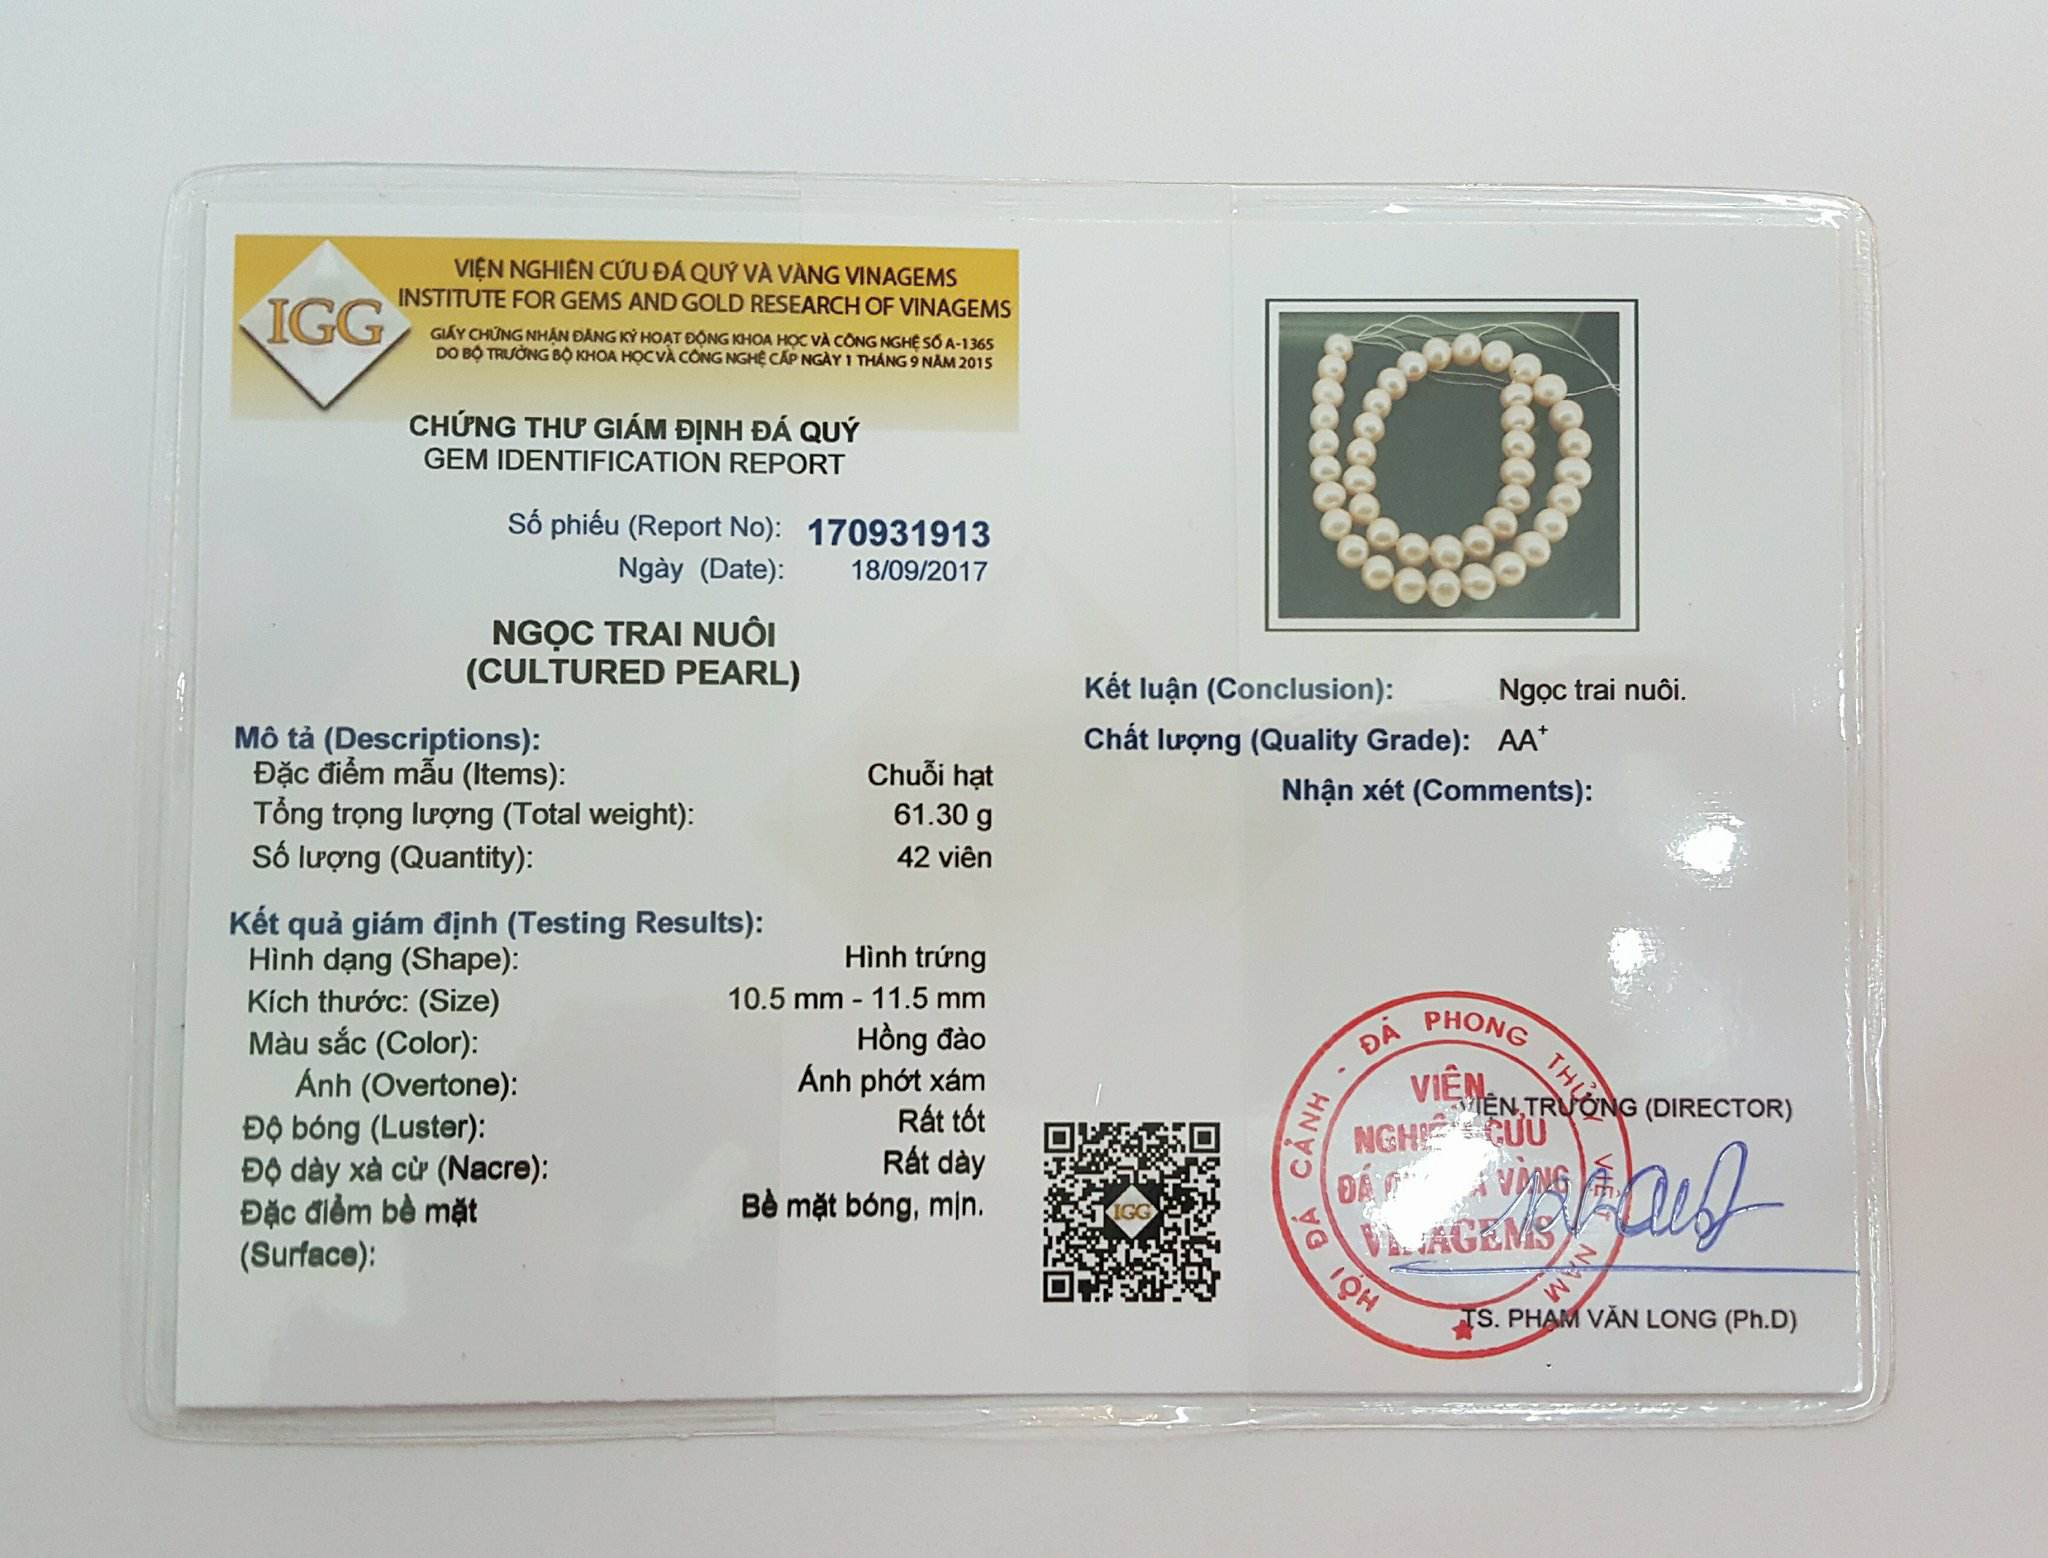 IGG
VIỆN NGHIÊN CỨU ĐÁ QUÝ VÀ VÀNG VINAGEMS
INSTITUTE FOR GEMS AND GOLD RESEARCH OF VINAGEMS
GIẤY CHỨNG NHẬN ĐĂNG KÝ HOẠT ĐỘNG KHOA HỌC VÀ CÔNG NGHỆ SỐ A-1365
DO BỘ TRƯỞNG BỘ KHOA HỌC VÀ CÔNG NGHỆ CẤP NGÀY 1 THÁNG 9 NĂM 2015
CHỨNG THƯ GIÁM ĐỊNH ĐÁ QUÝ
GEM IDENTIFICATION REPORT
Số phiếu (Report No): 170931913
Ngày (Date): 18/09/2017
NGỌC TRAI NUÔI
(CULTURED PEARL)
Mô tả (Descriptions):
Đặc điểm mẫu (Items): Chuỗi hạt
Tổng trọng lượng (Total weight): 61.30 g
Số lượng (Quantity): 42 viên
Kết quả giám định (Testing Results):
Hình dạng (Shape): Hình trứng
Kích thước: (Size) 10.5 mm - 11.5 mm
Màu sắc (Color): Hồng đào
Ánh (Overtone): Ánh phớt xám
Độ bóng (Luster): Rất tốt
Độ dày xà cừ (Nacre): Rất dày
Đặc điểm bề mặt Bề mặt bóng, mịn.
(Surface):
Kết luận (Conclusion): Ngọc trai nuôi.
Chất lượng (Quality Grade): AA+
Nhận xét (Comments):
IGG
HỘI ĐÁ CẢNH - ĐÁ PHONG THỦY VIỆT NAM
VIỆN
NGHIÊN CỨU
ĐÁ QUÝ VÀ VÀNG
VINAGEMS
VIỆN TRƯỞNG (DIRECTOR)
TS. PHẠM VĂN LONG (Ph.D)